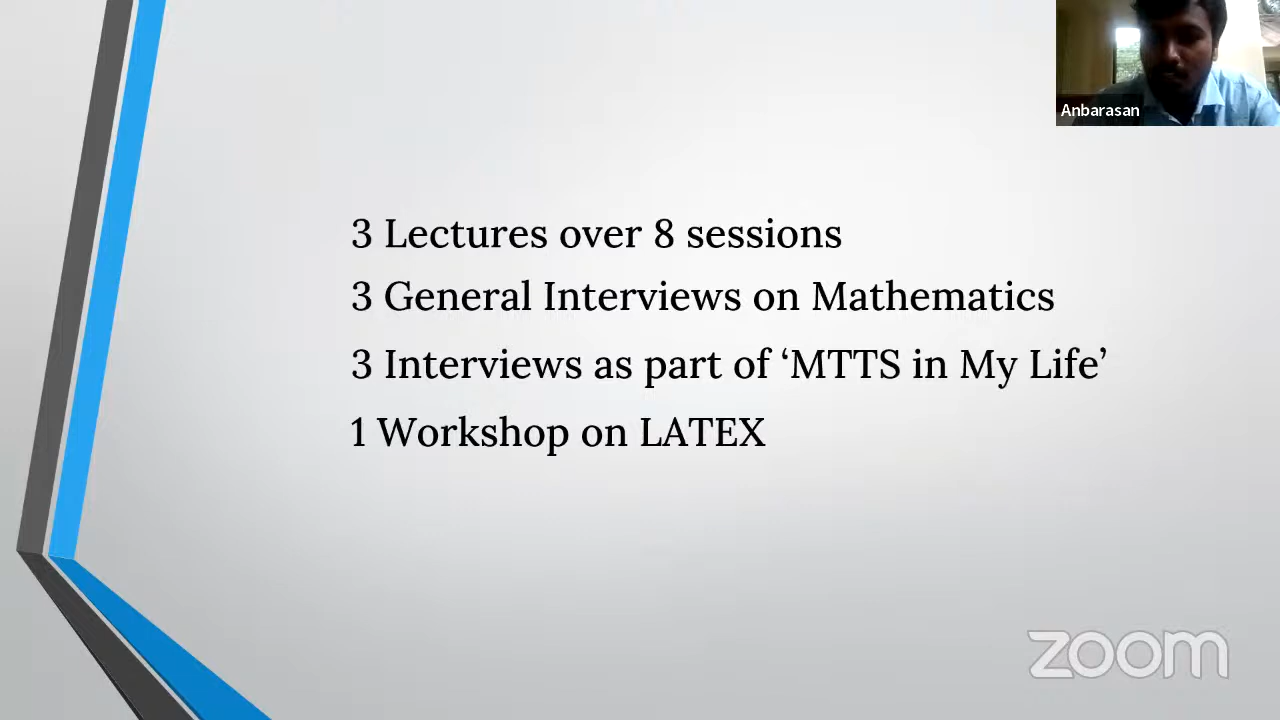 Anbarasan
3 Lectures over 8 sessions
3 General Interviews on Mathematics
3 Interviews as part of ‘MTTS in My Life’
1 Workshop on LATEX
zoom